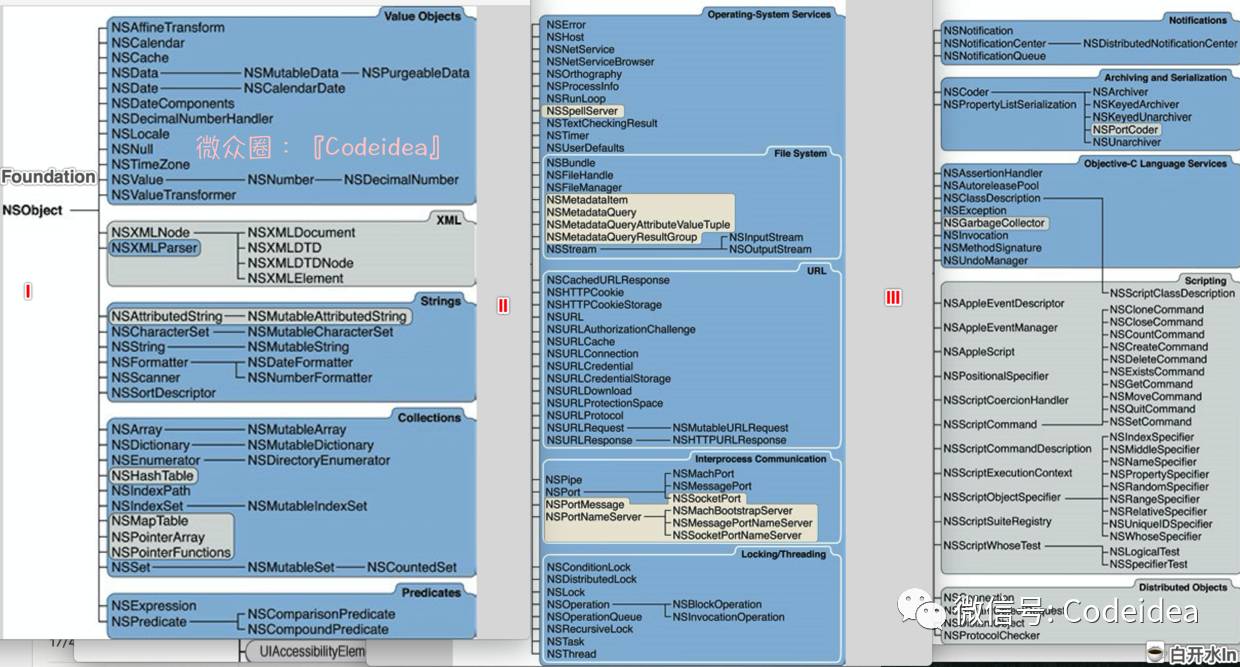 Foundation
NSObject
I
Value Objects
NSAffineTransform
NSCalendar
NSCache
NSData NSMutableData NSPurgeableData
NSDate NSCalendarDate
NSDateComponents
NSDecimalNumberHandler
NSLocale
NSNull
NSTimeZone
NSValue NSNumber NSDecimalNumber
NSValueTransformer
微众圈：『Codeidea』
XML
NSXMLNode NSXMLDocument
NSXMLParser NSXMLDTD
NSXMLDTDNode
NSXMLElement
Strings
NSAttributedString NSMutableAttributedString
NSCharacterSet NSMutableCharacterSet
NSString NSMutableString
NSFormatter NSDateFormatter
NSScanner NSNumberFormatter
NSSortDescriptor
Collections
NSArray NSMutableArray
NSDictionary NSMutableDictionary
NSEnumerator NSDirectoryEnumerator
NSHashTable
NSIndexPath
NSIndexSet NSMutableIndexSet
NSMapTable
NSPointerArray
NSPointerFunctions
NSSet NSMutableSet NSCountedSet
Predicates
NSExpression
NSPredicate NSComparisonPredicate
NSCompoundPredicate
UIAccessibilityElem
II
Operating-System Services
NSError
NSHost
NSNetService
NSNetServiceBrowser
NSOrthography
NSProcessInfo
NSRunLoop
NSSpellServer
NSTextCheckingResult
NSTimer
NSUserDefaults
File System
NSBundle
NSFileHandle
NSFileManager
NSMetadataItem
NSMetadataQuery
NSMetadataQueryAttributeValueTuple
NSMetadataQueryResultGroup NSInputStream
NSStream NSOutputStream
URL
NSCachedURLResponse
NSHTTPCookie
NSHTTPCookieStorage
NSURL
NSURLAuthorizationChallenge
NSURLCache
NSURLConnection
NSURLCredential
NSURLCredentialStorage
NSURLDownload
NSURLProtectionSpace
NSURLProtocol
NSURLRequest NSMutableURLRequest
NSURLResponse NSHTTPURLResponse
Interprocess Communication
NSPipe NSMachPort
NSPort NSMessagePort
NSSocketPort
NSPortMessage NSMachBootstrapServer
NSPortNameServer NSMessagePortNameServer
NSSocketPortNameServer
Locking/Threading
NSConditionLock
NSDistributedLock
NSLock
NSOperation NSBlockOperation
NSOperationQueue NSInvocationOperation
NSRecursiveLock
NSTask
NSThread
III
Notifications
NSNotification
NSNotificationCenter NSDistributedNotificationCenter
NSNotificationQueue
Archiving and Serialization
NSCoder NSArchiver
NSPropertyListSerialization NSKeyedArchiver
NSKeyedUnarchiver
NSPortCoder
NSUnarchiver
Objective-C Language Services
NSAssertionHandler
NSAutoreleasePool
NSClassDescription
NSException
NSGarbageCollector
NSInvocation
NSMethodSignature
NSUndoManager
Scripting
NSScriptClassDescription
NSAppleEventDescriptor
NSAppleEventManager
NSAppleScript
NSPositionalSpecifier
NSScriptCoercionHandler
NSScriptCommand
NSScriptCommandDescription
NSScriptExecutionContext
NSScriptObjectSpecifier
NSScriptSuiteRegistry
NSScriptWhoseTest
NSCloneCommand
NSCloseCommand
NSCountCommand
NSCreateCommand
NSDeleteCommand
NSExistsCommand
NSGetCommand
NSMoveCommand
NSQuitCommand
NSSetCommand
NSIndexSpecifier
NSMiddleSpecifier
NSNameSpecifier
NSPropertySpecifier
NSRandomSpecifier
NSRangeSpecifier
NSRelativeSpecifier
NSUniqueIDSpecifier
NSWhoseSpecifier
NSLogicalTest
NSSpecifierTest
Distributed Objects
NSProtocolChecker
微信号: Codeidea
白开水ln